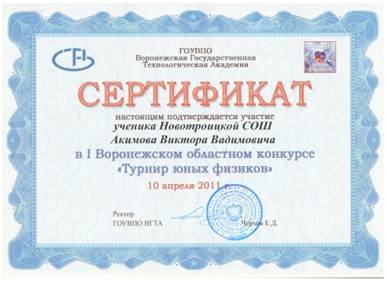 ГОУВПО
Воронежская Государственная
Технологическая Академия
СЕРТИФИКАТ
настоящим подтверждается участие
ученика Новотроицкой СОШ
Акимова Виктора Вадимовича
в I Воронежском областном конкурсе
«Турнир юных физиков»
10 апреля 2011 г.
Ректор
ГОУВПО ВГТА
Е.Д.